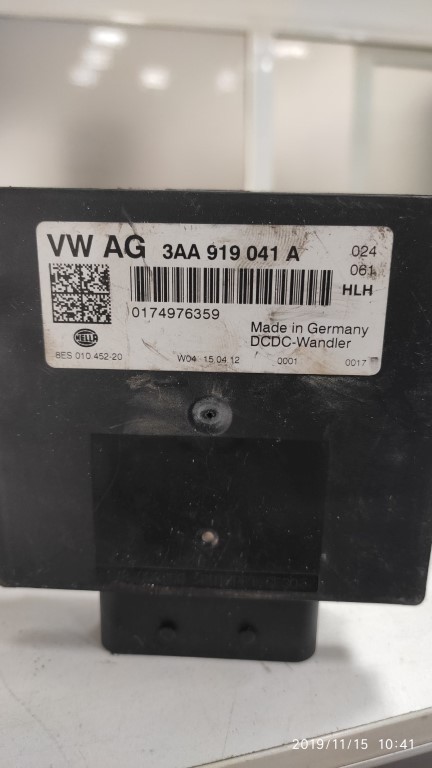 VW AG 3AA 919 041 A 024
061
HLH
0174976359
Made in Germany
DCDC-Wandler
HELLA
8ES 010.452-20 W04 15.04.12 0001 0017
2019/11/15 10:41